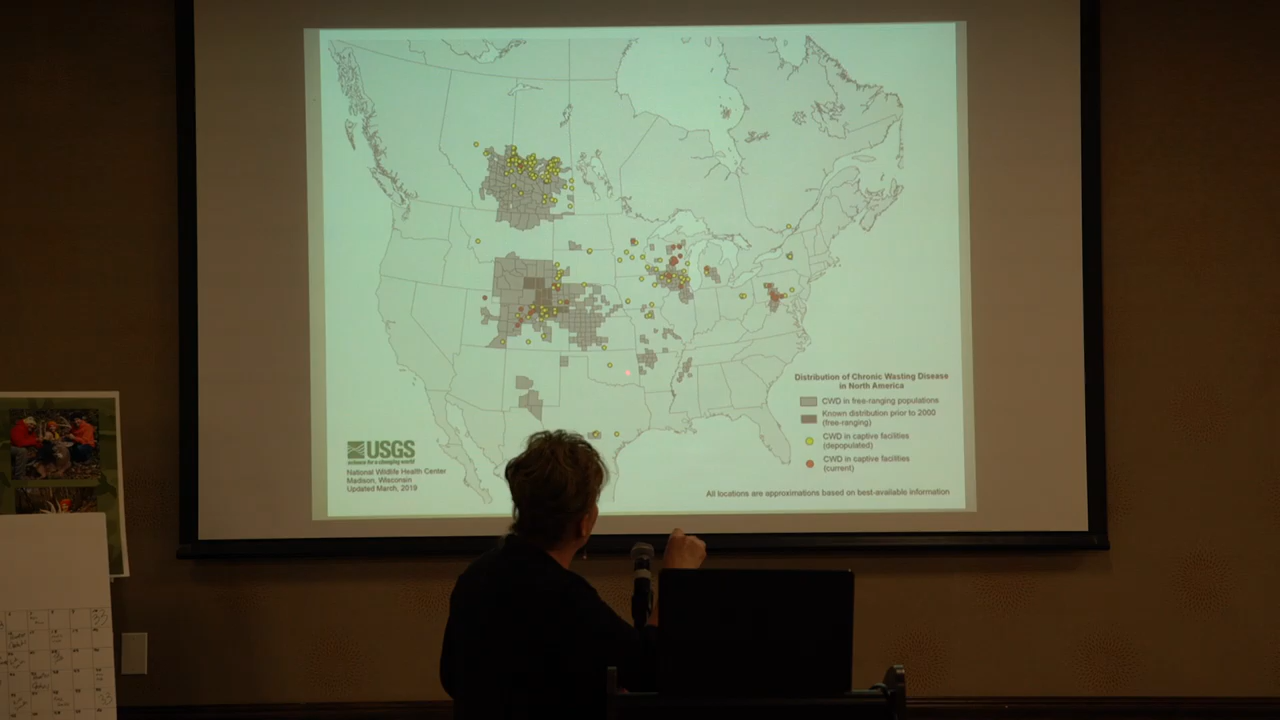 Distribution of Chronic Wasting Disease
in North America
CWD in free-ranging populations
Known distribution prior to 2000
(free-ranging)
CWD in captive facilities
(depopulated)
CWD in captive facilities
(current)
All locations are approximations based on best-available information
USGS
science for a changing world
National Wildlife Health Center
Madison, Wisconsin
Updated March, 2019
33
33